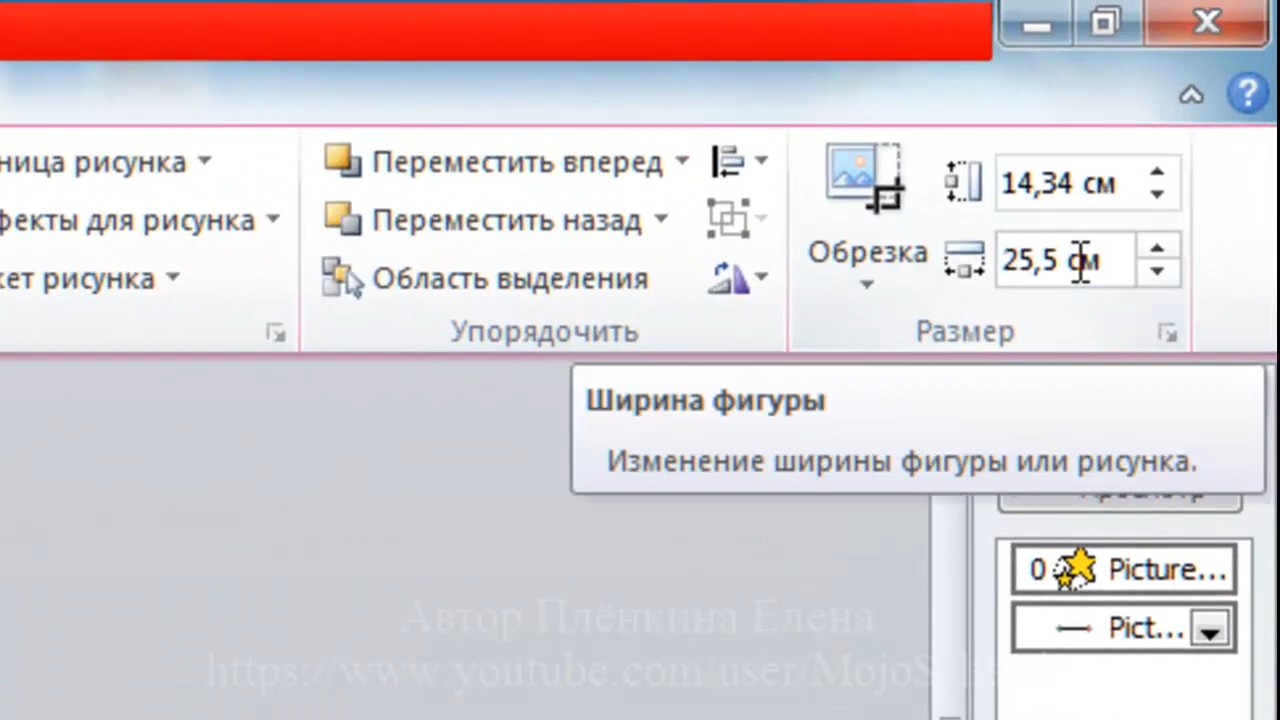 ница рисунка
Переместить вперед
14,34 см
фекты для рисунка
Переместить назад
Обрезка
25,5 см
кет рисунка
Область выделения
Упорядочить
Размер
Ширина фигуры
Изменение ширины фигуры или рисунка.
Просмотр
0 Picture...
Pict...
Автор Плёнкина Елена
https://www.youtube.com/user/MojoS